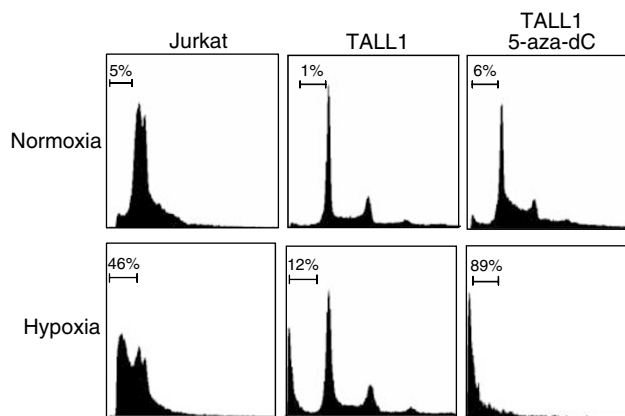 Jurkat
TALL1
TALL1
5-aza-dC
Normoxia
5%
1%
6%
Hypoxia
46%
12%
89%